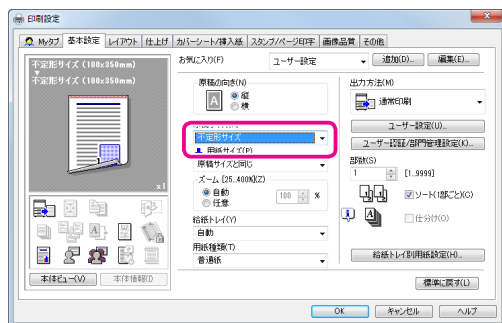 印刷設定
Myタブ 基本設定 レイアウト 仕上げ カバーシート/挿入紙 スタンプ/ページ印字 画像品質 その他
不定形サイズ (100x350mm)
不定形サイズ (100x350mm)
x1
本体ビュー(V) 本体情報(I)
お気に入り(F) ユーザー設定 追加(D)... 編集(E)...
原稿の向き(N)
A
縦
横
不定形サイズ
用紙サイズ(P)
原稿サイズと同じ
ズーム [25..400%](Z)
自動
任意
100 %
給紙トレイ(Y)
自動
用紙種類(T)
普通紙
出力方法(M)
通常印刷
ユーザー設定(U)...
ユーザー認証/部門管理設定(K)...
部数(S)
1 [1..9999]
ソート(1部ごと)(C)
仕分け(O)
給紙トレイ別用紙設定(H)...
標準に戻す(L)
OK キャンセル ヘルプ